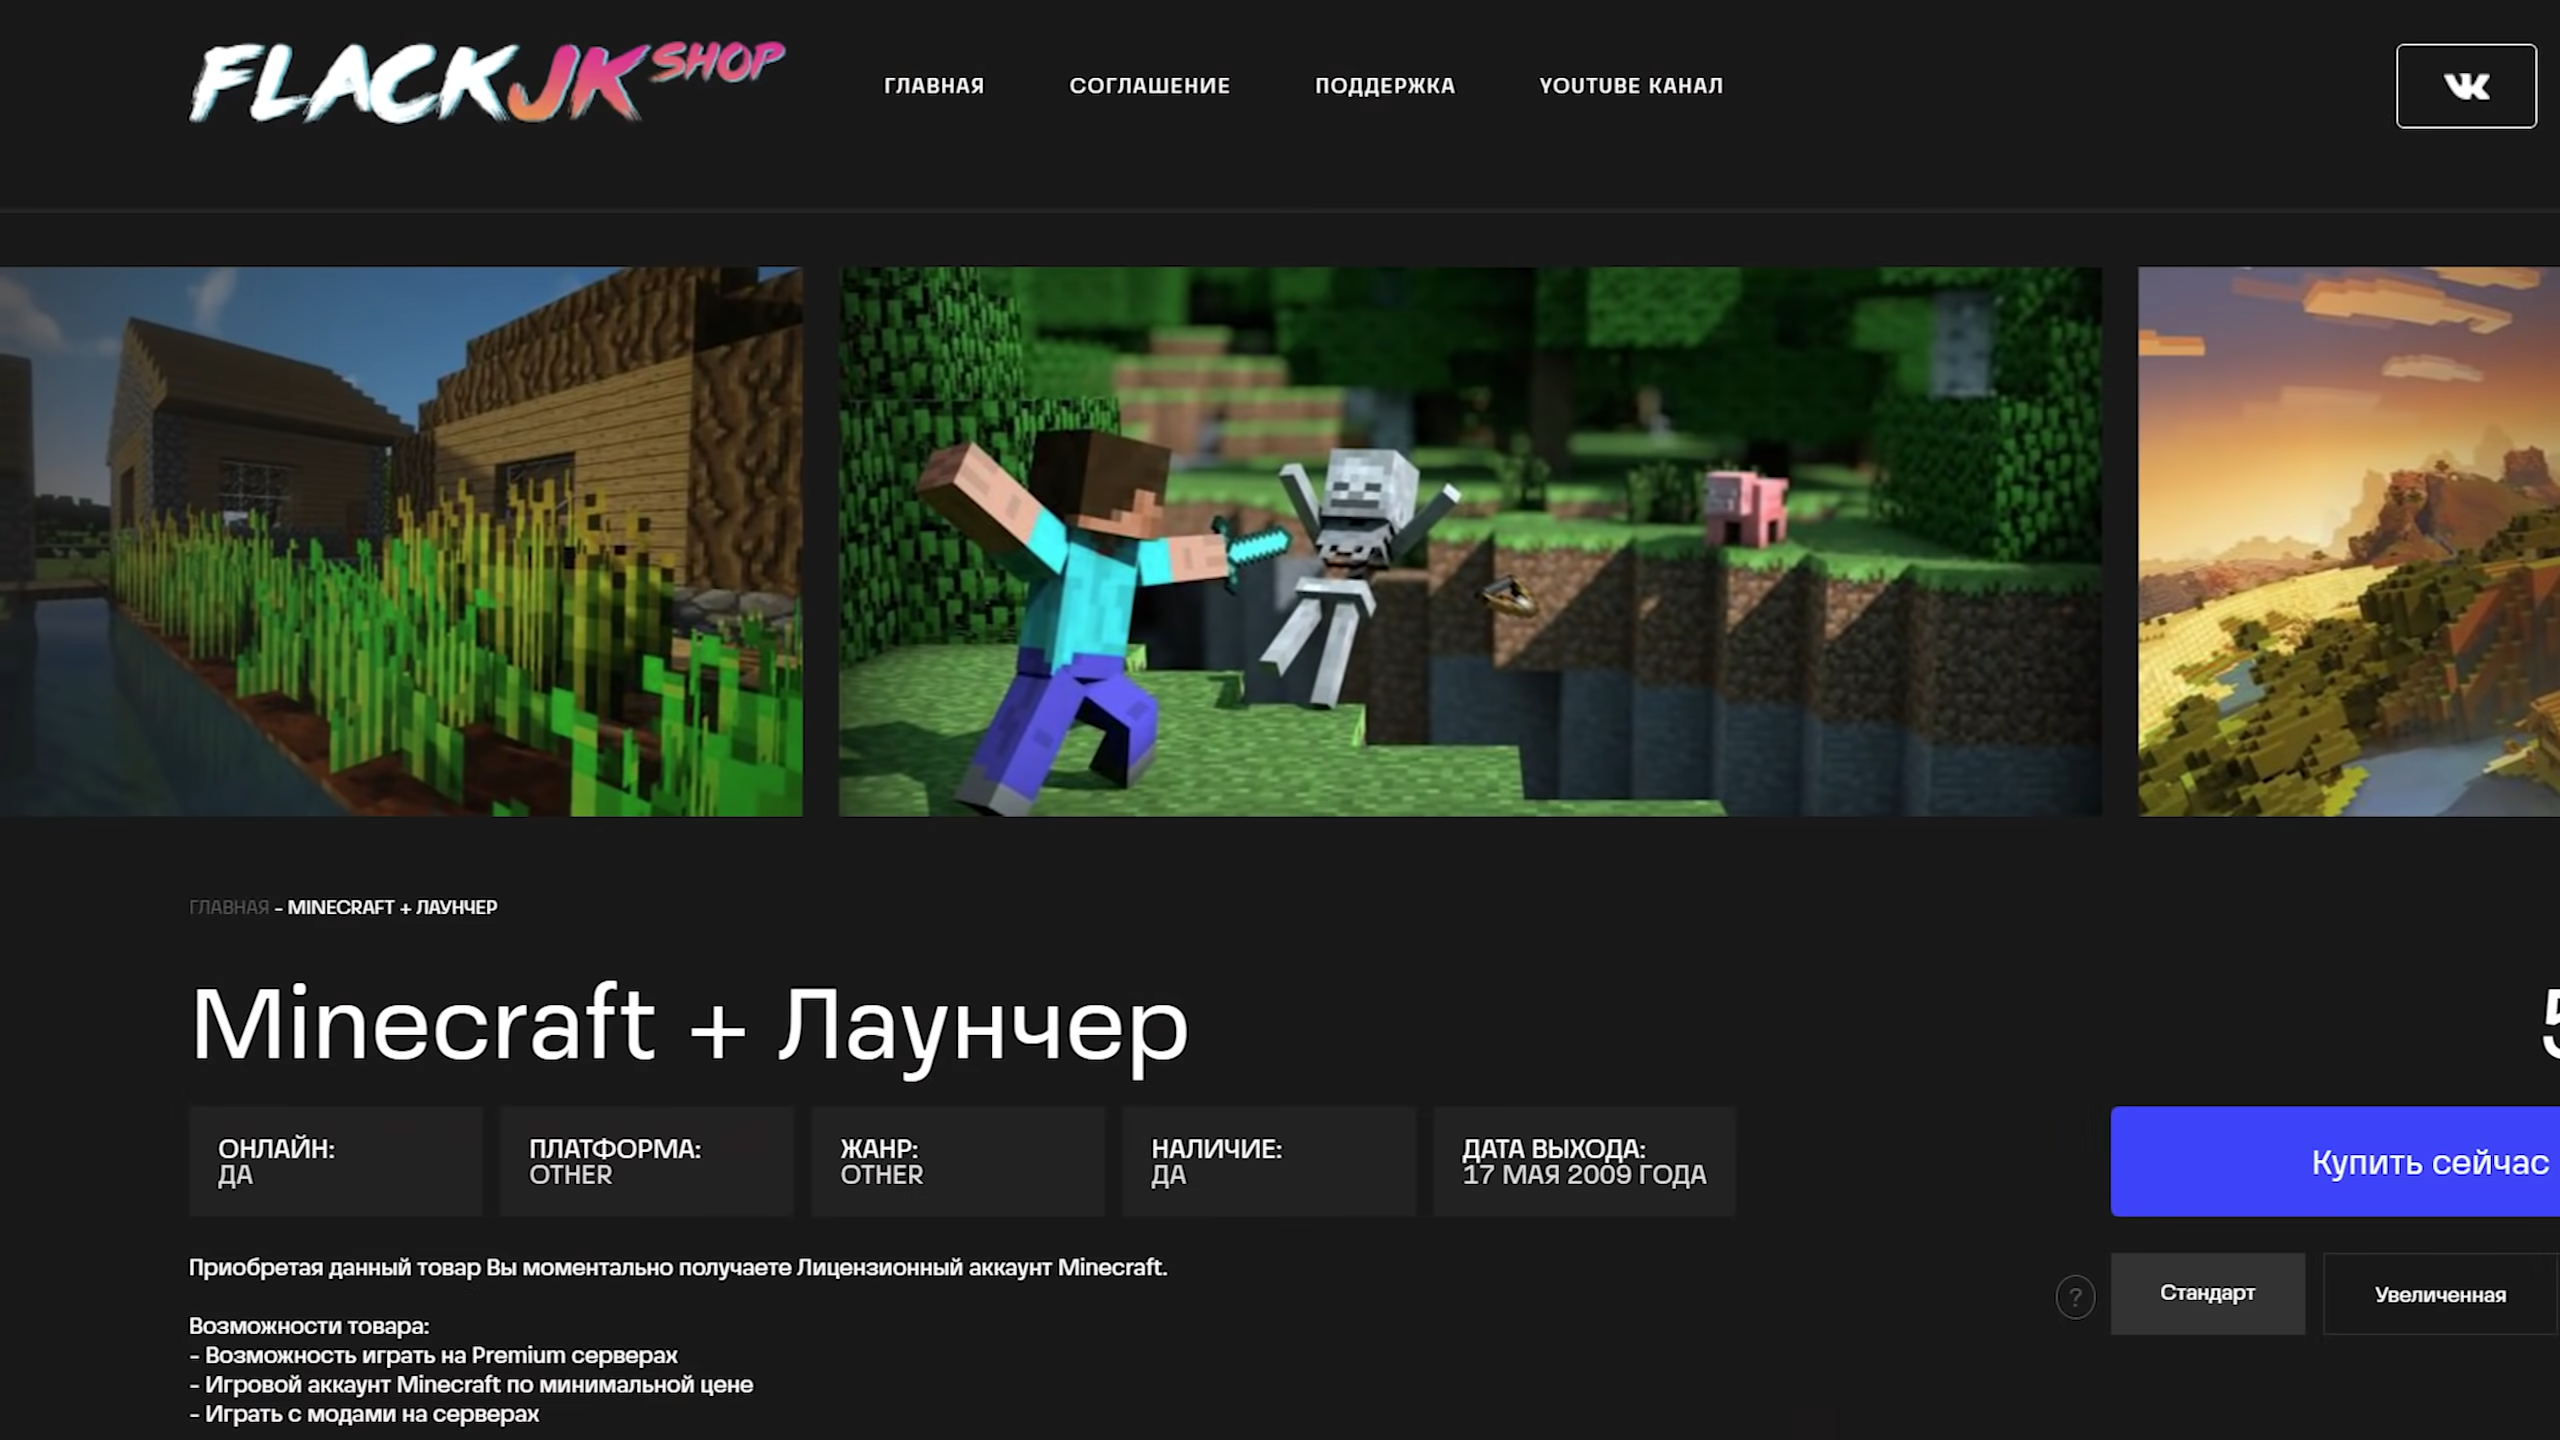 FLACKJK SHOP
ГЛАВНАЯ
СОГЛАШЕНИЕ
ПОДДЕРЖКА
YOUTUBE КАНАЛ
ГЛАВНАЯ - MINECRAFT + ЛАУНЧЕР
Minecraft + Лаунчер
5
ОНЛАЙН:
ДА
ПЛАТФОРМА:
OTHER
ЖАНР:
OTHER
НАЛИЧИЕ:
ДА
ДАТА ВЫХОДА:
17 МАЯ 2009 ГОДА
Купить сейчас
Приобретая данный товар Вы моментально получаете Лицензионный аккаунт Minecraft.
?
Стандарт
Увеличенная
Возможности товара:
- Возможность играть на Premium серверах
- Игровой аккаунт Minecraft по минимальной цене
- Играть с модами на серверах